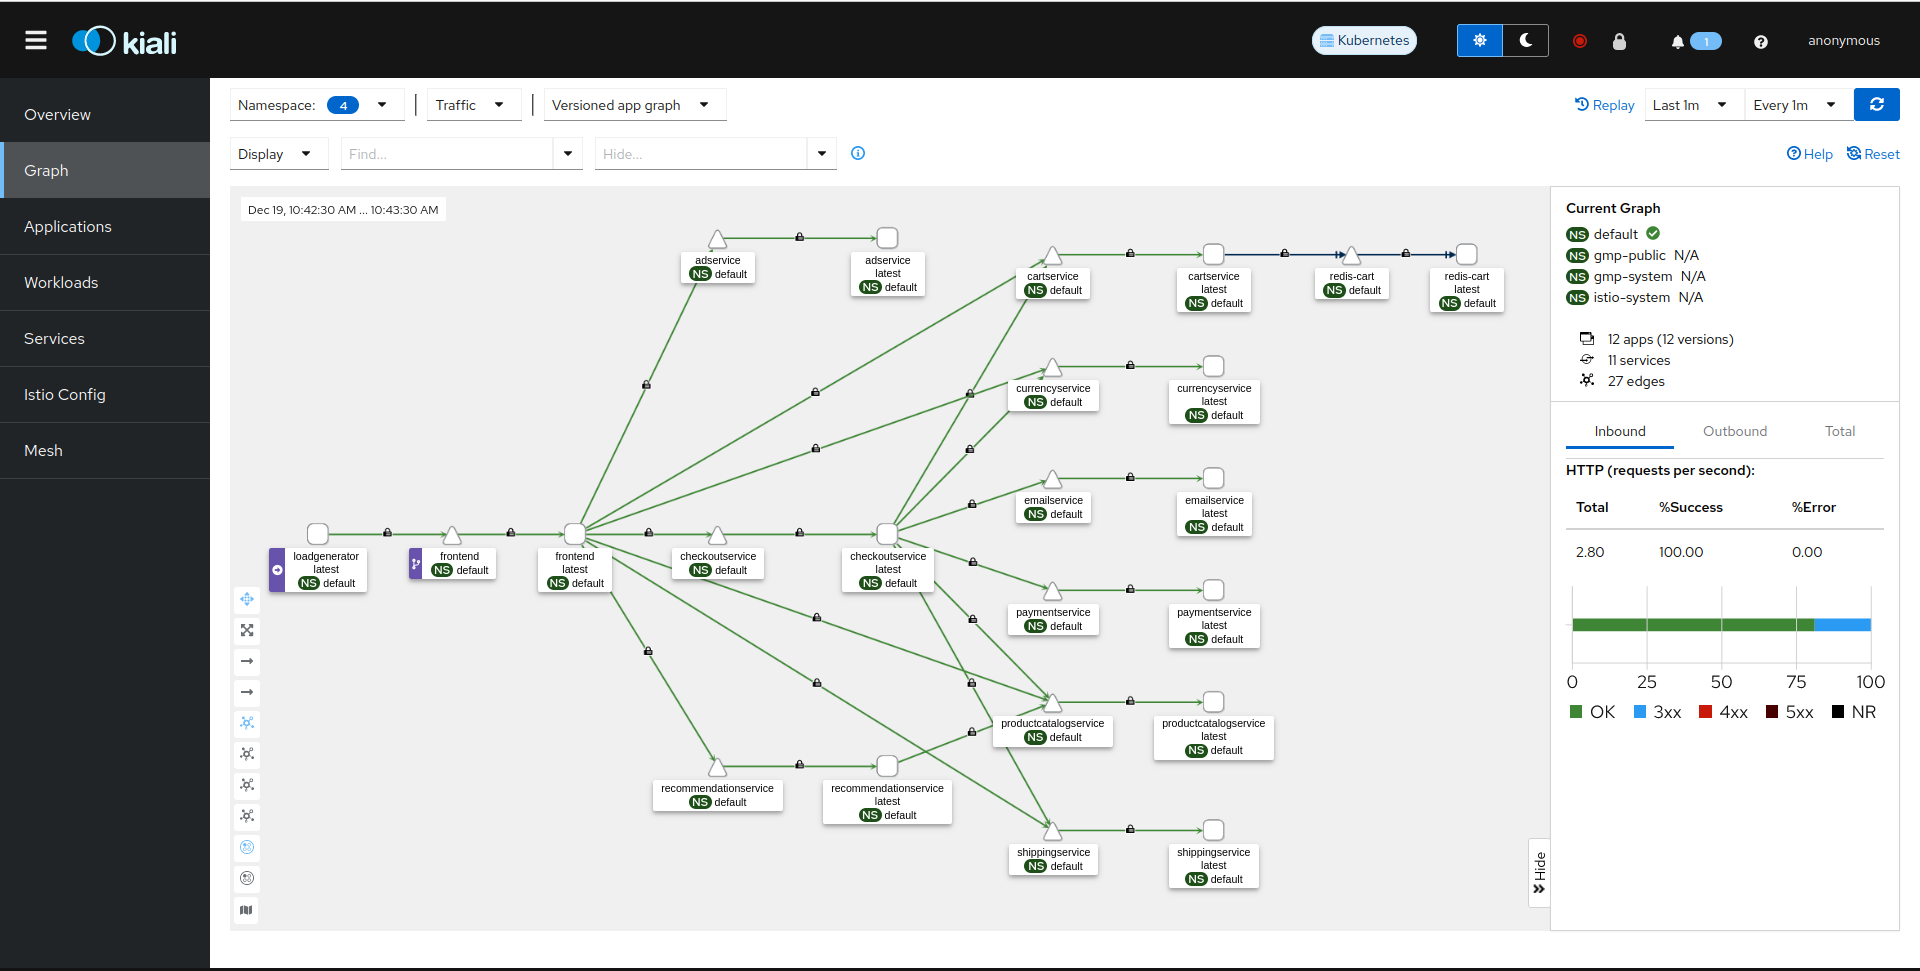 kiali
Kubernetes
1
anonymous
Overview
Graph
Applications
Workloads
Services
Istio Config
Mesh
Namespace: 4
Traffic
Versioned app graph
Replay
Last 1m
Every 1m
Display
Find...
Hide...
Help
Reset
Dec 19, 10:42:30 AM ... 10:43:30 AM
adservice
NS default
adservice
latest
NS default
cartservice
NS default
cartservice
latest
NS default
redis-cart
NS default
redis-cart
latest
NS default
currencyservice
NS default
currencyservice
latest
NS default
emailservice
NS default
emailservice
latest
NS default
loadgenerator
latest
NS default
frontend
NS default
frontend
latest
NS default
checkoutservice
NS default
checkoutservice
latest
NS default
paymentservice
NS default
paymentservice
latest
NS default
productcatalogservice
NS default
productcatalogservice
latest
NS default
recommendationservice
NS default
recommendationservice
latest
NS default
shippingservice
NS default
shippingservice
latest
NS default
Hide
Current Graph
NS default
NS gmp-public N/A
NS gmp-system N/A
NS istio-system N/A
12 apps (12 versions)
11 services
27 edges
Inbound
Outbound
Total
HTTP (requests per second):
Total %Success %Error
2.80 100.00 0.00
0 25 50 75 100
OK 3xx 4xx 5xx NR